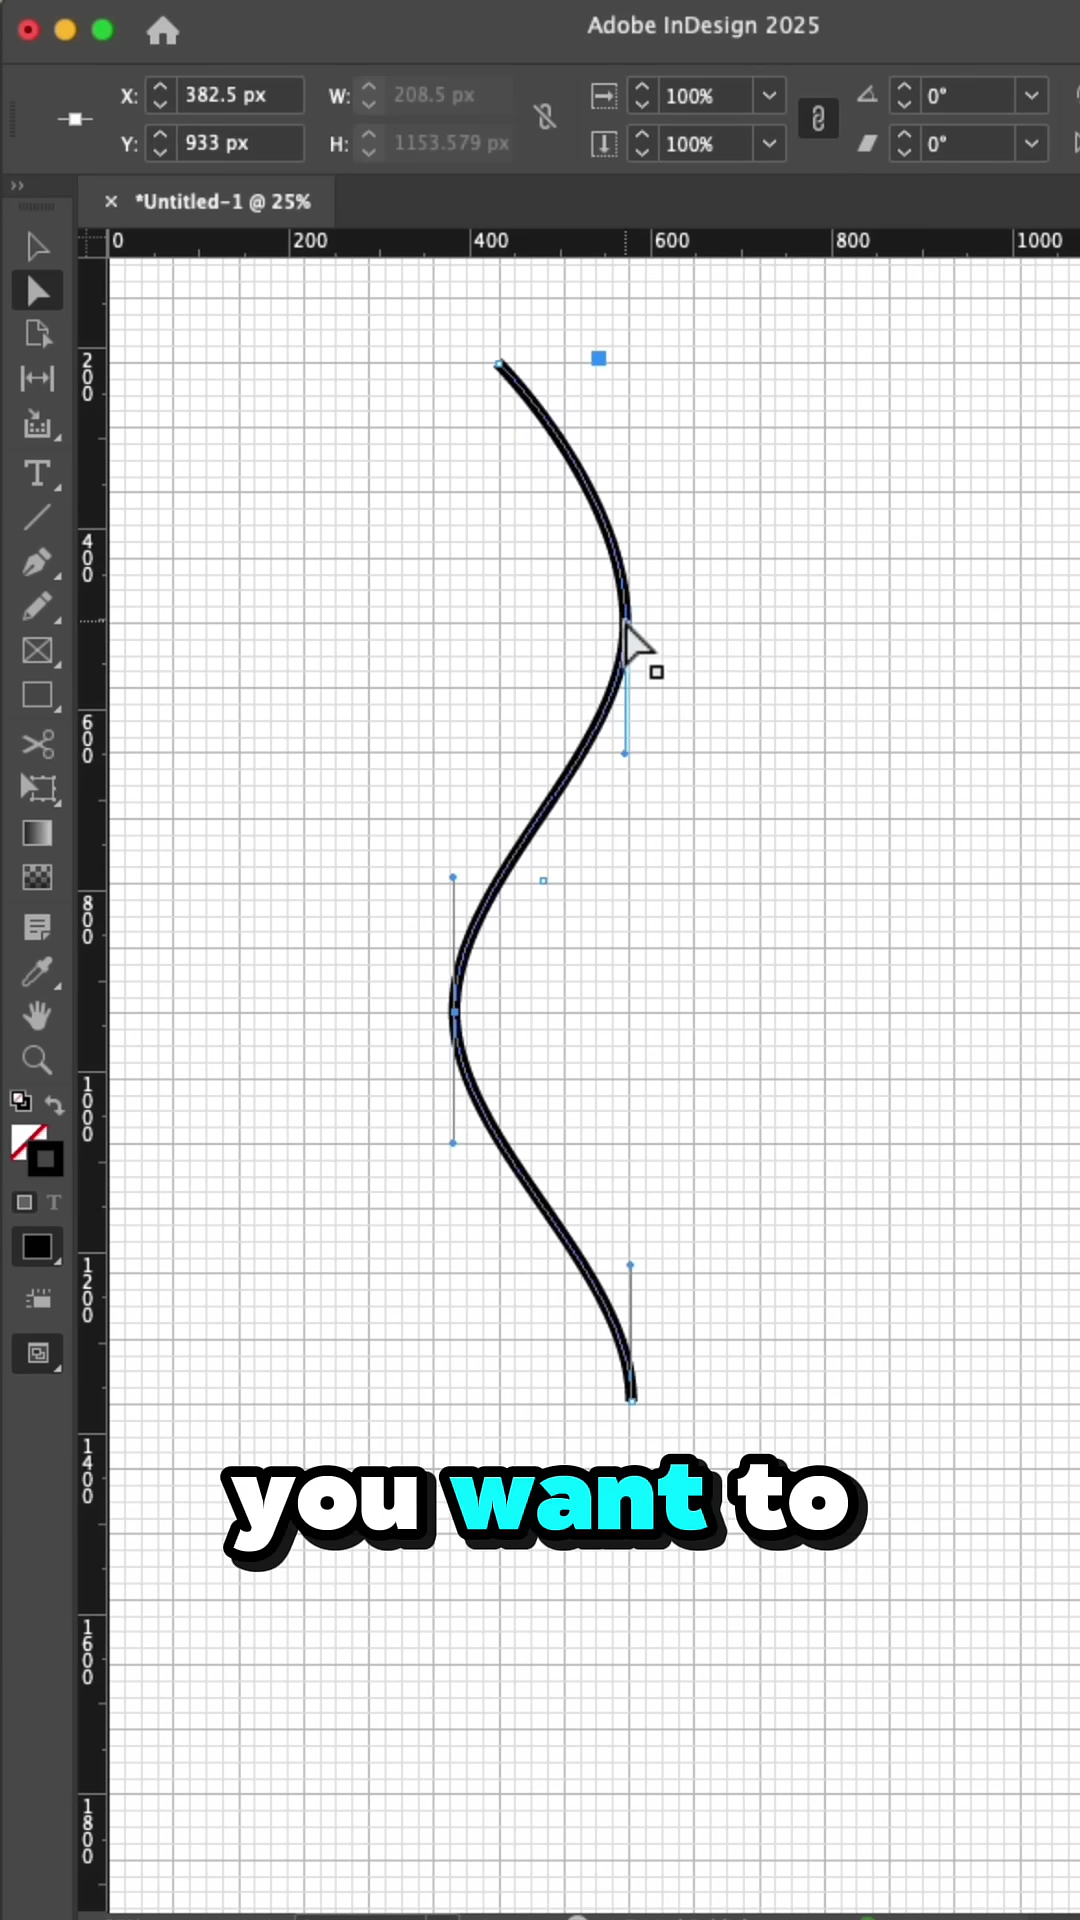 Adobe InDesign 2025
X: 382.5 px W: 208.5 px 100% 0°
Y: 933 px H: 1153.579 px 100% 0°
× *Untitled-1 @ 25%
0 200 400 600 800 1000
200
400
600
800
1000
1200
1400
1600
1800
T
T
you want to